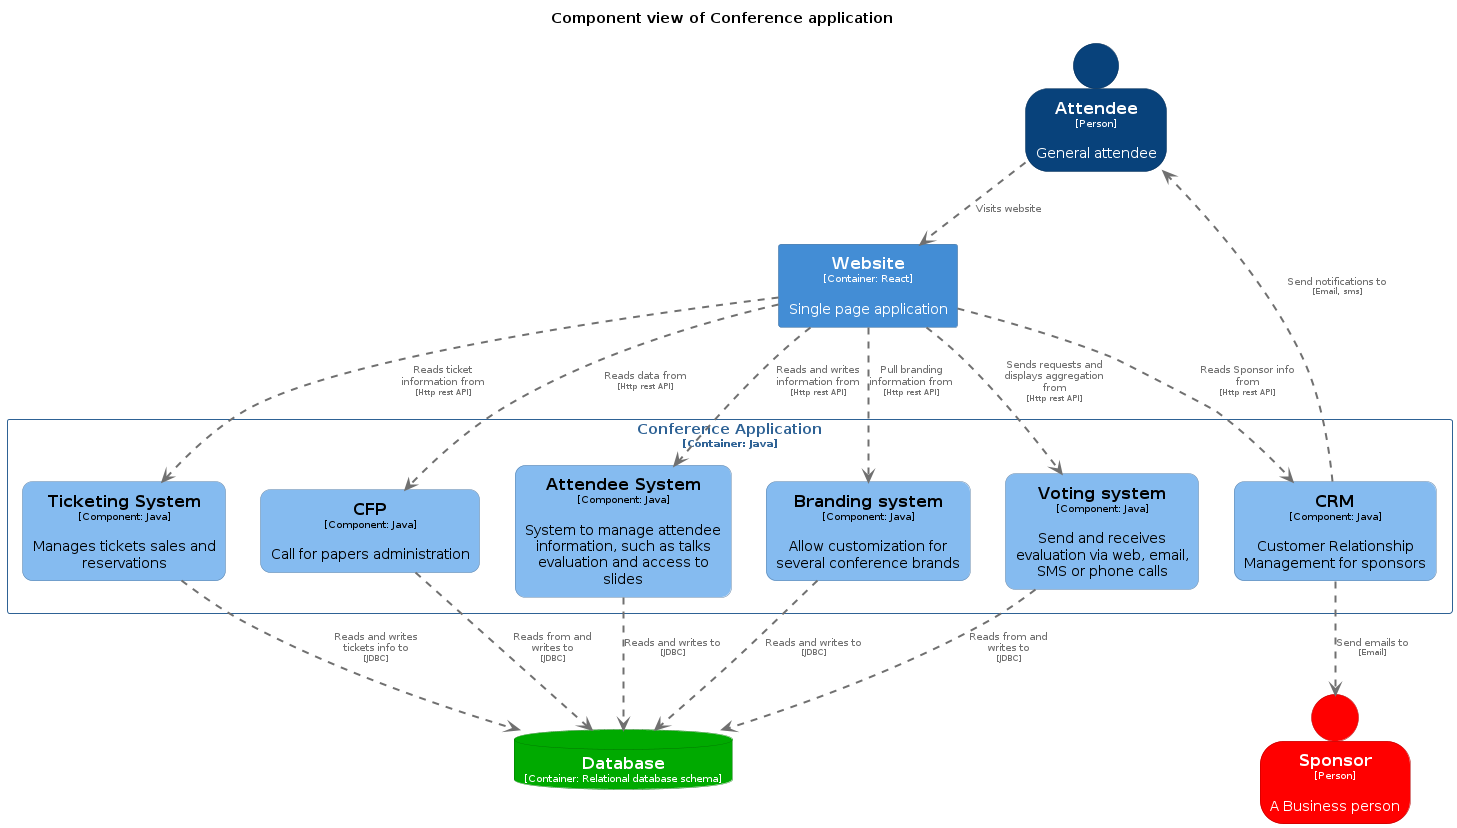 Component view of Conference application
Attendee
[Person]
General attendee
Visits website
Website
[Container: React]
Single page application
Send notifications to
[Email, sms]
Reads ticket
information from
[Http rest API]
Reads data from
[Http rest API]
Reads and writes
information from
[Http rest API]
Pull branding
information from
[Http rest API]
Sends requests and
displays aggregation
from
[Http rest API]
Reads Sponsor info
from
[Http rest API]
Conference Application
[Container: Java]
Ticketing System
[Component: Java]
Manages tickets sales and
reservations
CFP
[Component: Java]
Call for papers administration
Attendee System
[Component: Java]
System to manage attendee
information, such as talks
evaluation and access to
slides
Branding system
[Component: Java]
Allow customization for
several conference brands
Voting system
[Component: Java]
Send and receives
evaluation via web, email,
SMS or phone calls
CRM
[Component: Java]
Customer Relationship
Management for sponsors
Reads and writes
tickets info to
[JDBC]
Reads from and
writes to
[JDBC]
Reads and writes to
[JDBC]
Reads and writes to
[JDBC]
Reads from and
writes to
[JDBC]
Send emails to
[Email]
Database
[Container: Relational database schema]
Sponsor
[Person]
A Business person